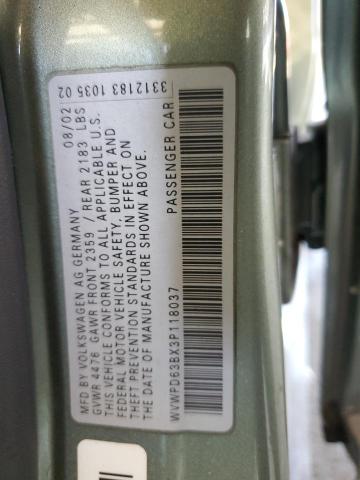 MFD BY VOLKSWAGEN AG GERMANY 08/02
GVWR 4476 GAWR FRONT 2359 / REAR 2183 LBS
THIS VEHICLE CONFORMS TO ALL APPLICABLE U.S.
FEDERAL MOTOR VEHICLE SAFETY, BUMPER AND
THEFT PREVENTION STANDARDS IN EFFECT ON
DATE OF MANUFACTURE SHOWN ABOVE.
WVWPD63BX3P118037 PASSENGER CAR
3312183 1035 02